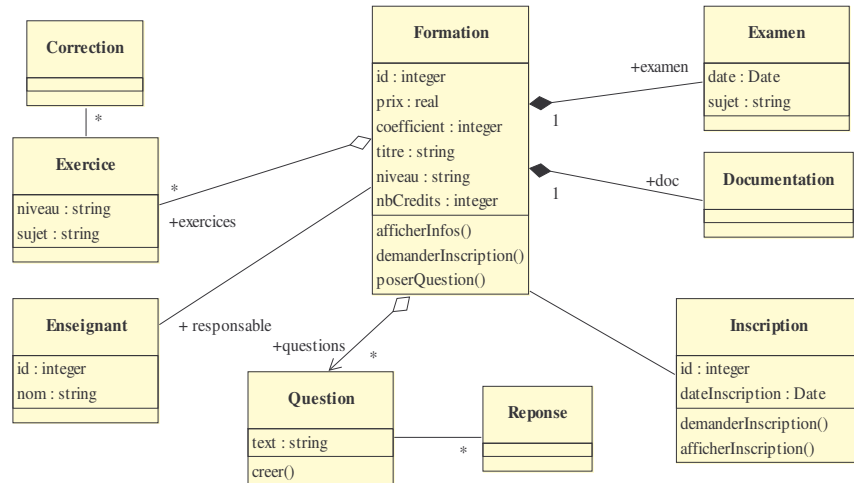 Correction
*
Exercice
niveau : string
sujet : string
*
+exercices
Formation
id : integer
prix : real
coefficient : integer
titre : string
niveau : string
nbCredits : integer
afficherInfos()
demanderInscription()
poserQuestion()
+examen
1
Examen
date : Date
sujet : string
+doc
1
Documentation
Enseignant
id : integer
nom : string
+ responsable
+questions
*
Question
text : string
creer()
*
Reponse
Inscription
id : integer
dateInscription : Date
demanderInscription()
afficherInscription()